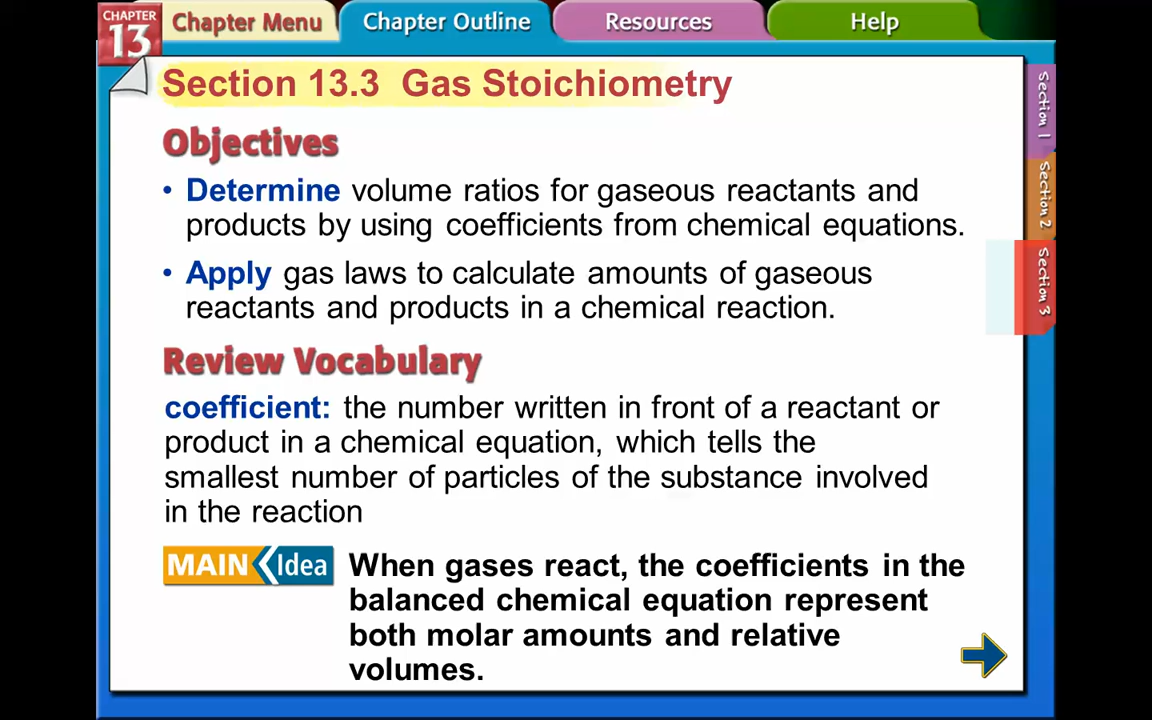 CHAPTER
13
Chapter Menu
Chapter Outline
Resources
Help
Section 13.3 Gas Stoichiometry
Section 1
Section 2
Section 3
Objectives
• Determine volume ratios for gaseous reactants and
products by using coefficients from chemical equations.
• Apply gas laws to calculate amounts of gaseous
reactants and products in a chemical reaction.
Review Vocabulary
coefficient: the number written in front of a reactant or
product in a chemical equation, which tells the
smallest number of particles of the substance involved
in the reaction
MAIN Idea
When gases react, the coefficients in the
balanced chemical equation represent
both molar amounts and relative
volumes.